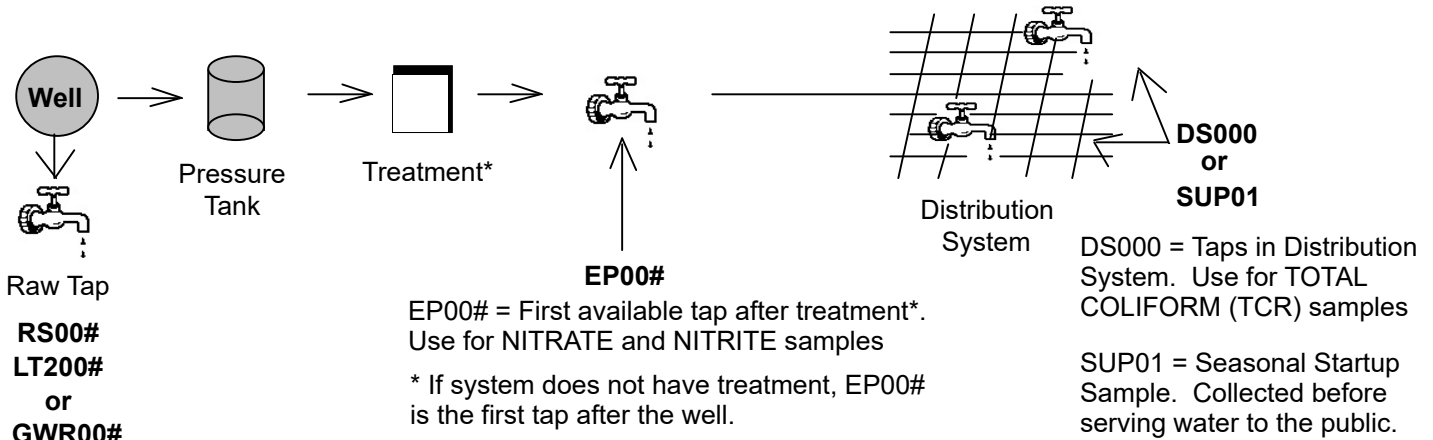 Well
Pressure
Tank
Treatment*
Raw Tap
RS00#
LT200#
or
GWR00#
EP00#
EP00# = First available tap after treatment*.
Use for NITRATE and NITRITE samples
* If system does not have treatment, EP00#
is the first tap after the well.
Distribution
System
DS000
or
SUP01
DS000 = Taps in Distribution
System. Use for TOTAL
COLIFORM (TCR) samples
SUP01 = Seasonal Startup
Sample. Collected before
serving water to the public.